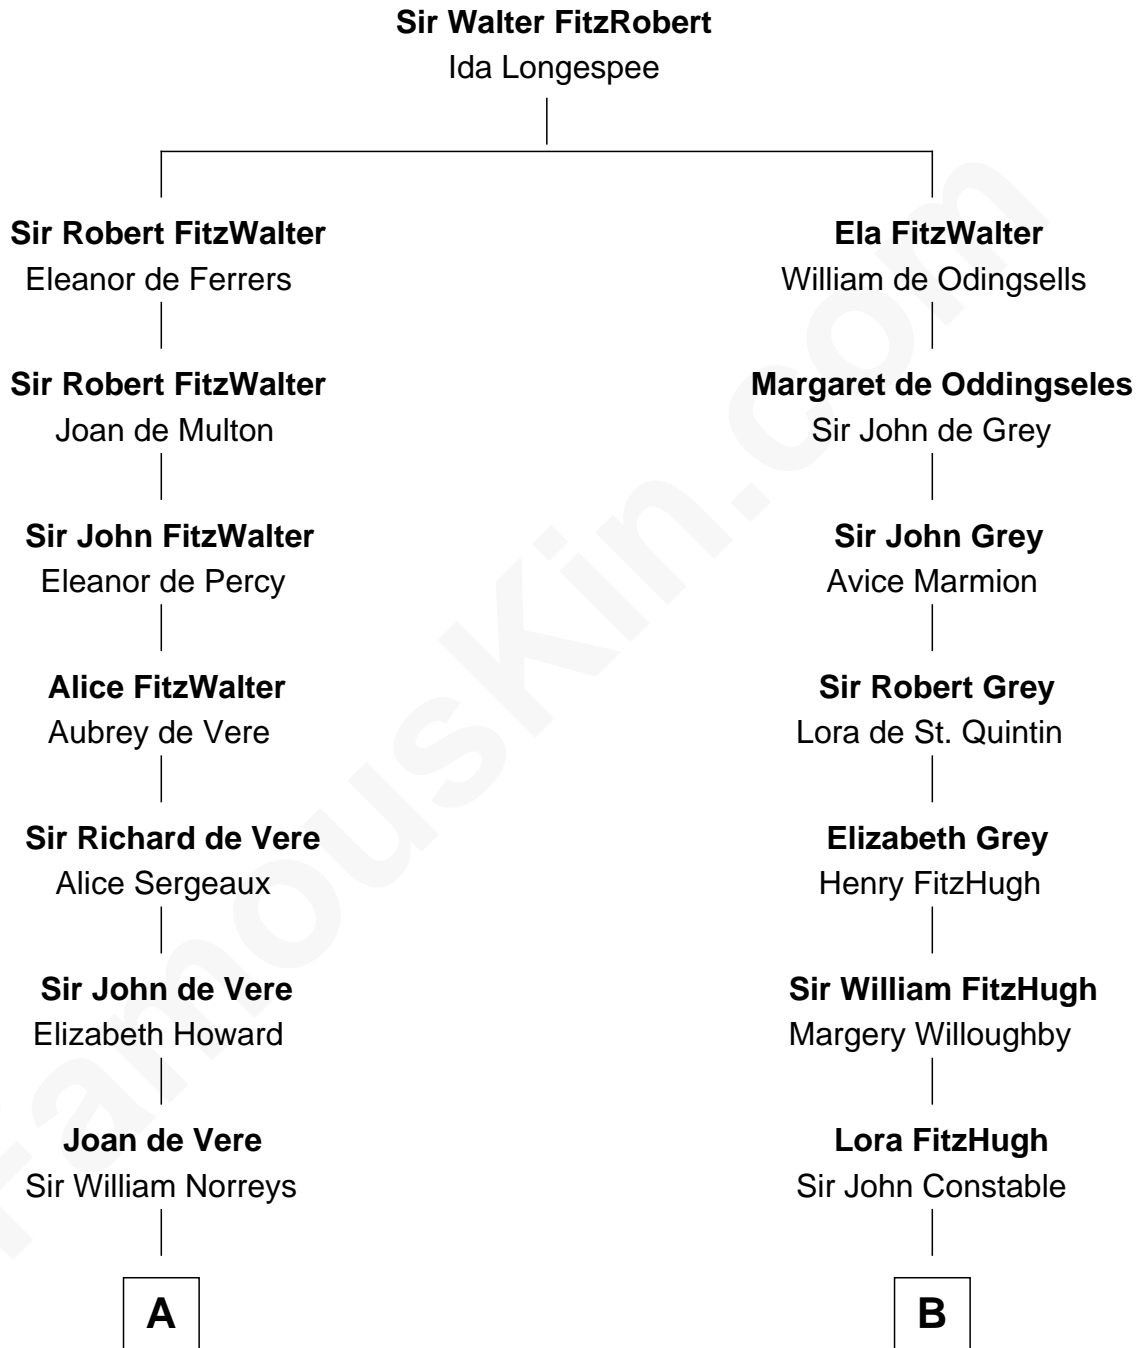 Sir Walter FitzRobert
Ida Longespee
Sir Robert FitzWalter
Eleanor de Ferrers
Ela FitzWalter
William de Odingsells
Sir Robert FitzWalter
Joan de Multon
Margaret de Oddingseles
Sir John de Grey
Sir John FitzWalter
Eleanor de Percy
Sir John Grey
Avice Marmion
Alice FitzWalter
Aubrey de Vere
Sir Robert Grey
Lora de St. Quintin
Sir Richard de Vere
Alice Sergeaux
Elizabeth Grey
Henry FitzHugh
Sir John de Vere
Elizabeth Howard
Sir William FitzHugh
Margery Willoughby
Joan de Vere
Sir William Norreys
Lora FitzHugh
Sir John Constable
A
B
FamousKin.com